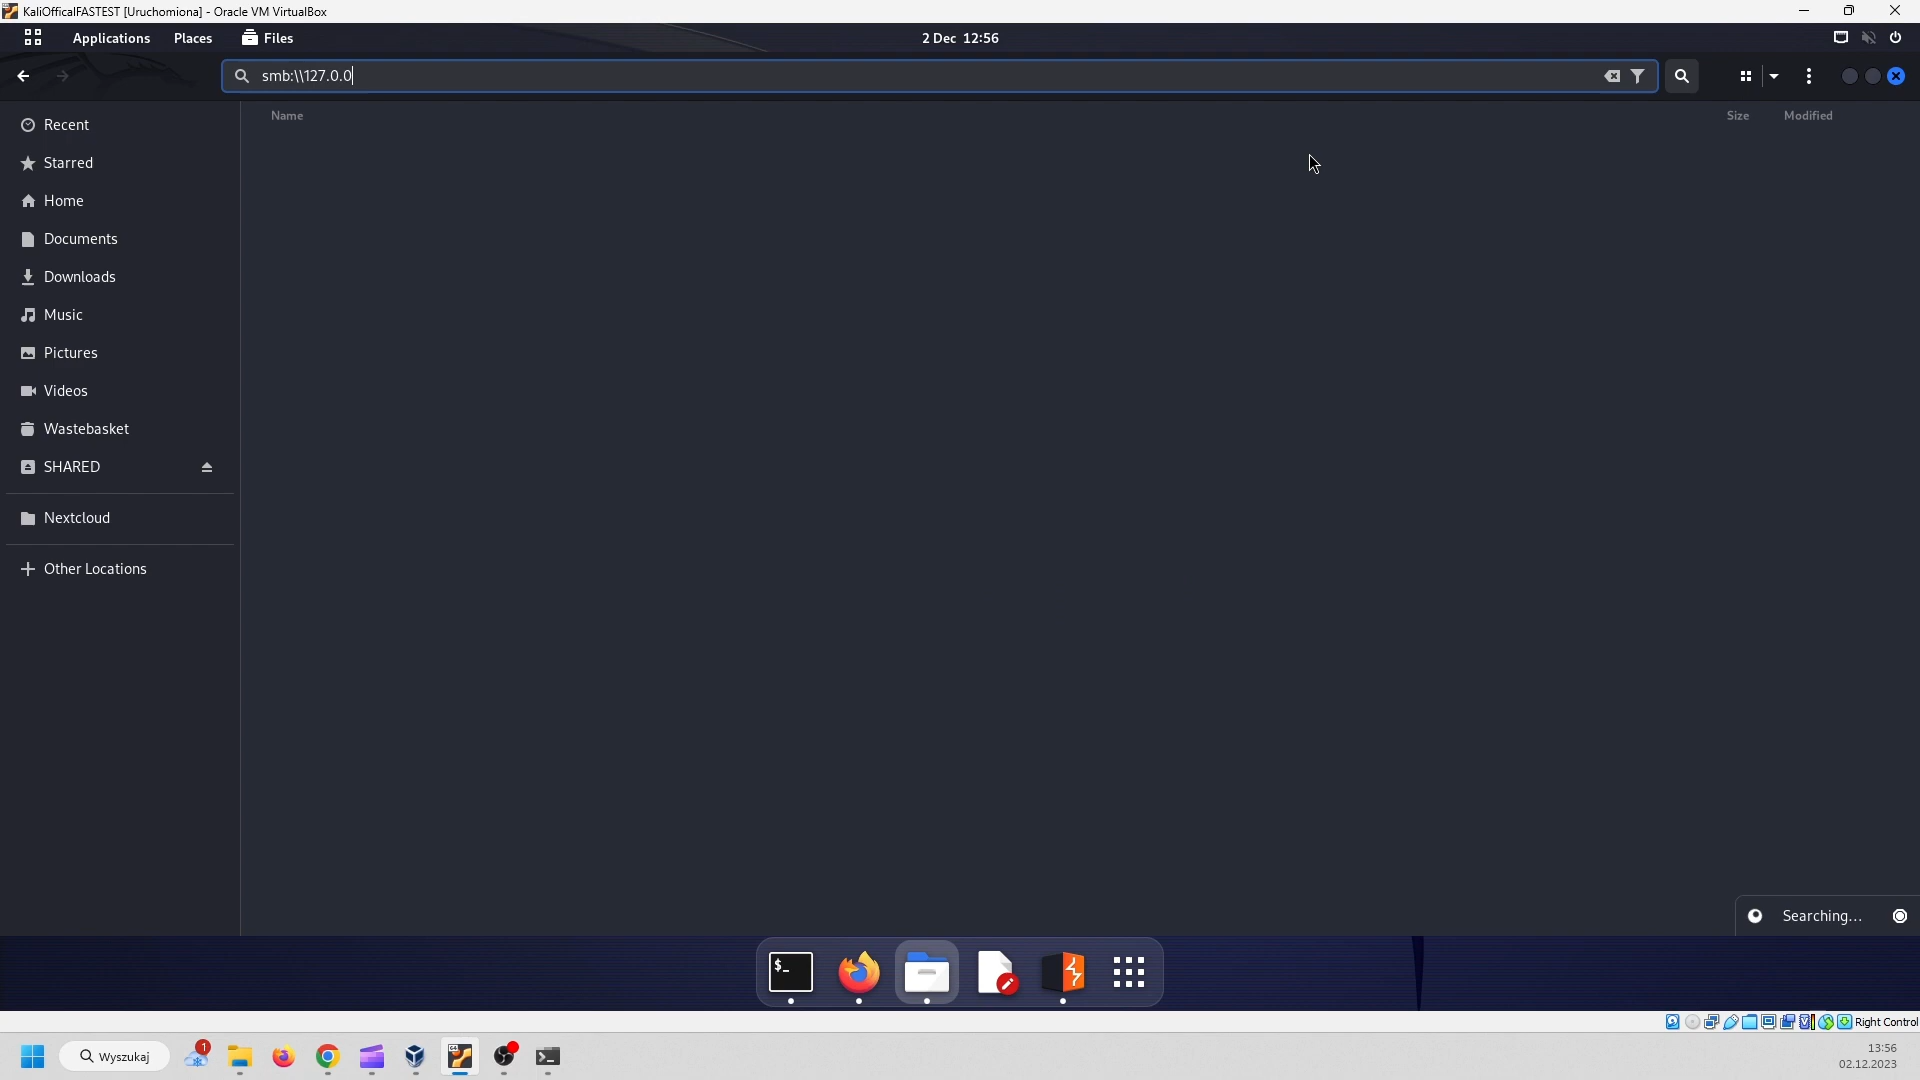 KaliOfficalFASTEST [Uruchomiona] - Oracle VM VirtualBox
Applications Places Files 2 Dec 12:56
smb:\\127.0.0
Name Size Modified
Recent
Starred
Home
Documents
Downloads
Music
Pictures
Videos
Wastebasket
SHARED
Nextcloud
Other Locations
Searching...
$_
Right Control
Wyszukaj 1 64 13:56
02.12.2023